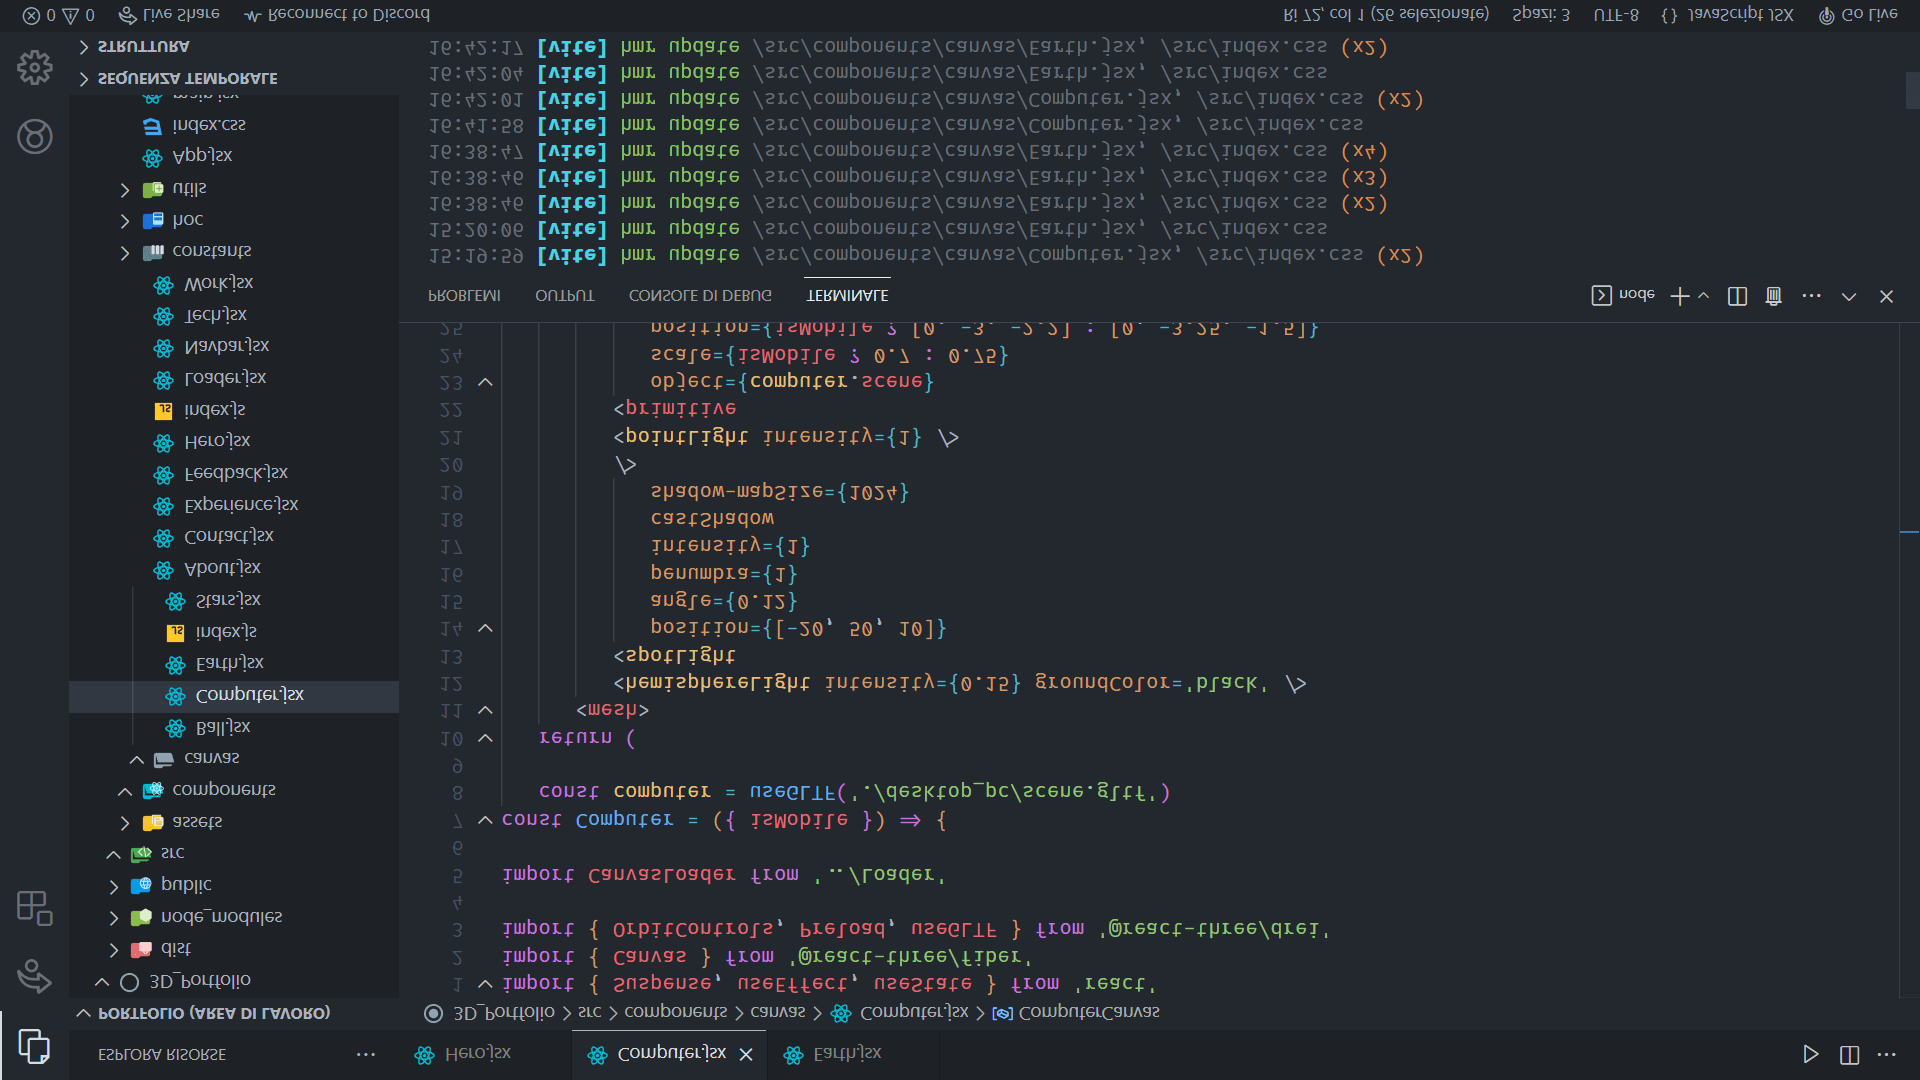 ESPLORA RISORSE
Hero.jsx
Computer.jsx
Earth.jsx
PORTFOLIO (AREA DI LAVORO)
3D_Portfolio
dist
node_modules
public
src
assets
components
canvas
Ball.jsx
Computer.jsx
Earth.jsx
index.js
Stars.jsx
About.jsx
Contact.jsx
Experience.jsx
Feedback.jsx
Hero.jsx
index.js
Loader.jsx
Navbar.jsx
Tech.jsx
Work.jsx
constants
hoc
utils
App.jsx
index.css
main.jsx
SEQUENZA TEMPORALE
STRUTTURA
3D_Portfolio > src > components > canvas > Computer.jsx > ComputerCanvas
1 import { Suspense, useEffect, useState } from 'react'
2 import { Canvas } from '@react-three/fiber'
3 import { OrbitControls, Preload, useGLTF } from '@react-three/drei'
4
5 import CanvasLoader from '../Loader'
6
7 const Computer = ({ isMobile }) => {
8 const computer = useGLTF('./desktop_pc/scene.gltf')
9
10 return (
11 <mesh>
12 <hemisphereLight intensity={0.15} groundColor='black' />
13 <spotLight
14 position={[-20, 50, 10]}
15 angle={0.12}
16 penumbra={1}
17 intensity={1}
18 castShadow
19 shadow-mapSize={1024}
20 />
21 <pointLight intensity={1} />
22 <primitive
23 object={computer.scene}
24 scale={isMobile ? 0.7 : 0.75}
25 position={isMobile ? [0, -3, -2.2] : [0, -3.25, -1.5]}
PROBLEMI OUTPUT CONSOLE DI DEBUG TERMINALE
node
15:19:59 [vite] hmr update /src/components/canvas/Computer.jsx, /src/index.css (x2)
15:20:06 [vite] hmr update /src/components/canvas/Earth.jsx, /src/index.css
16:38:46 [vite] hmr update /src/components/canvas/Earth.jsx, /src/index.css (x2)
16:38:46 [vite] hmr update /src/components/canvas/Earth.jsx, /src/index.css (x3)
16:38:47 [vite] hmr update /src/components/canvas/Earth.jsx, /src/index.css (x4)
16:41:58 [vite] hmr update /src/components/canvas/Computer.jsx, /src/index.css
16:42:01 [vite] hmr update /src/components/canvas/Computer.jsx, /src/index.css (x2)
16:42:04 [vite] hmr update /src/components/canvas/Earth.jsx, /src/index.css
16:42:17 [vite] hmr update /src/components/canvas/Earth.jsx, /src/index.css (x2)
0 0 Live Share Reconnect to Discord
Ri 72, col 1 (26 selezionate) Spazi: 3 UTF-8 {} JavaScript JSX Go Live